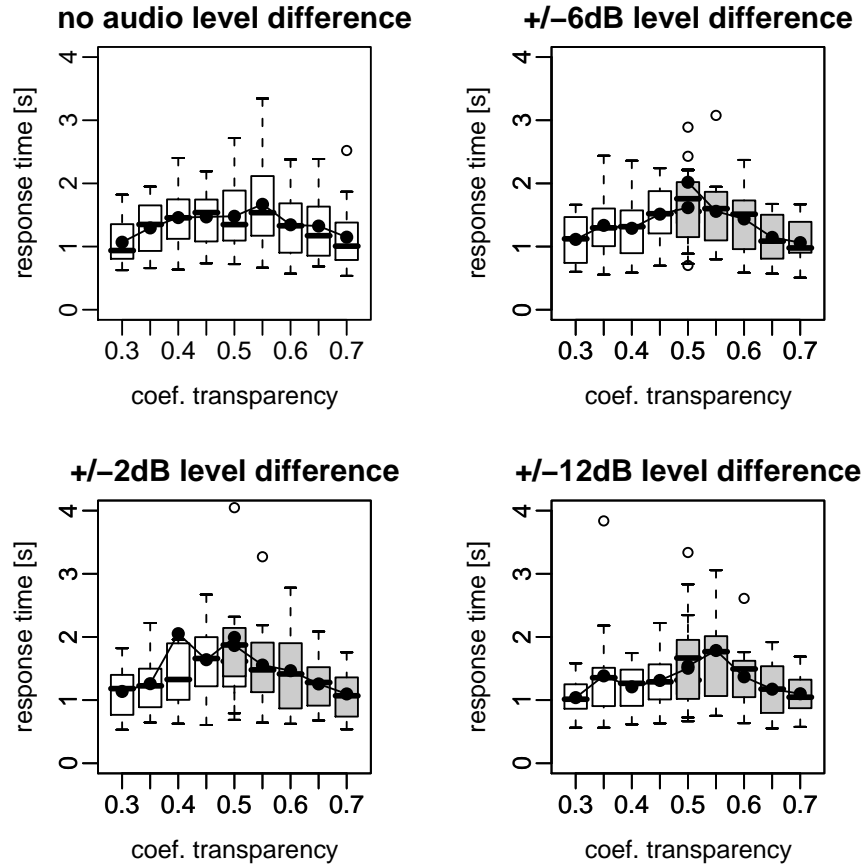 no audio level difference
4
3
2
1
0
response time [s]
0.3 0.4 0.5 0.6 0.7
coef. transparency
+/−6dB level difference
4
3
2
1
0
response time [s]
0.3 0.4 0.5 0.6 0.7
coef. transparency
+/−2dB level difference
4
3
2
1
0
response time [s]
0.3 0.4 0.5 0.6 0.7
coef. transparency
+/−12dB level difference
4
3
2
1
0
response time [s]
0.3 0.4 0.5 0.6 0.7
coef. transparency